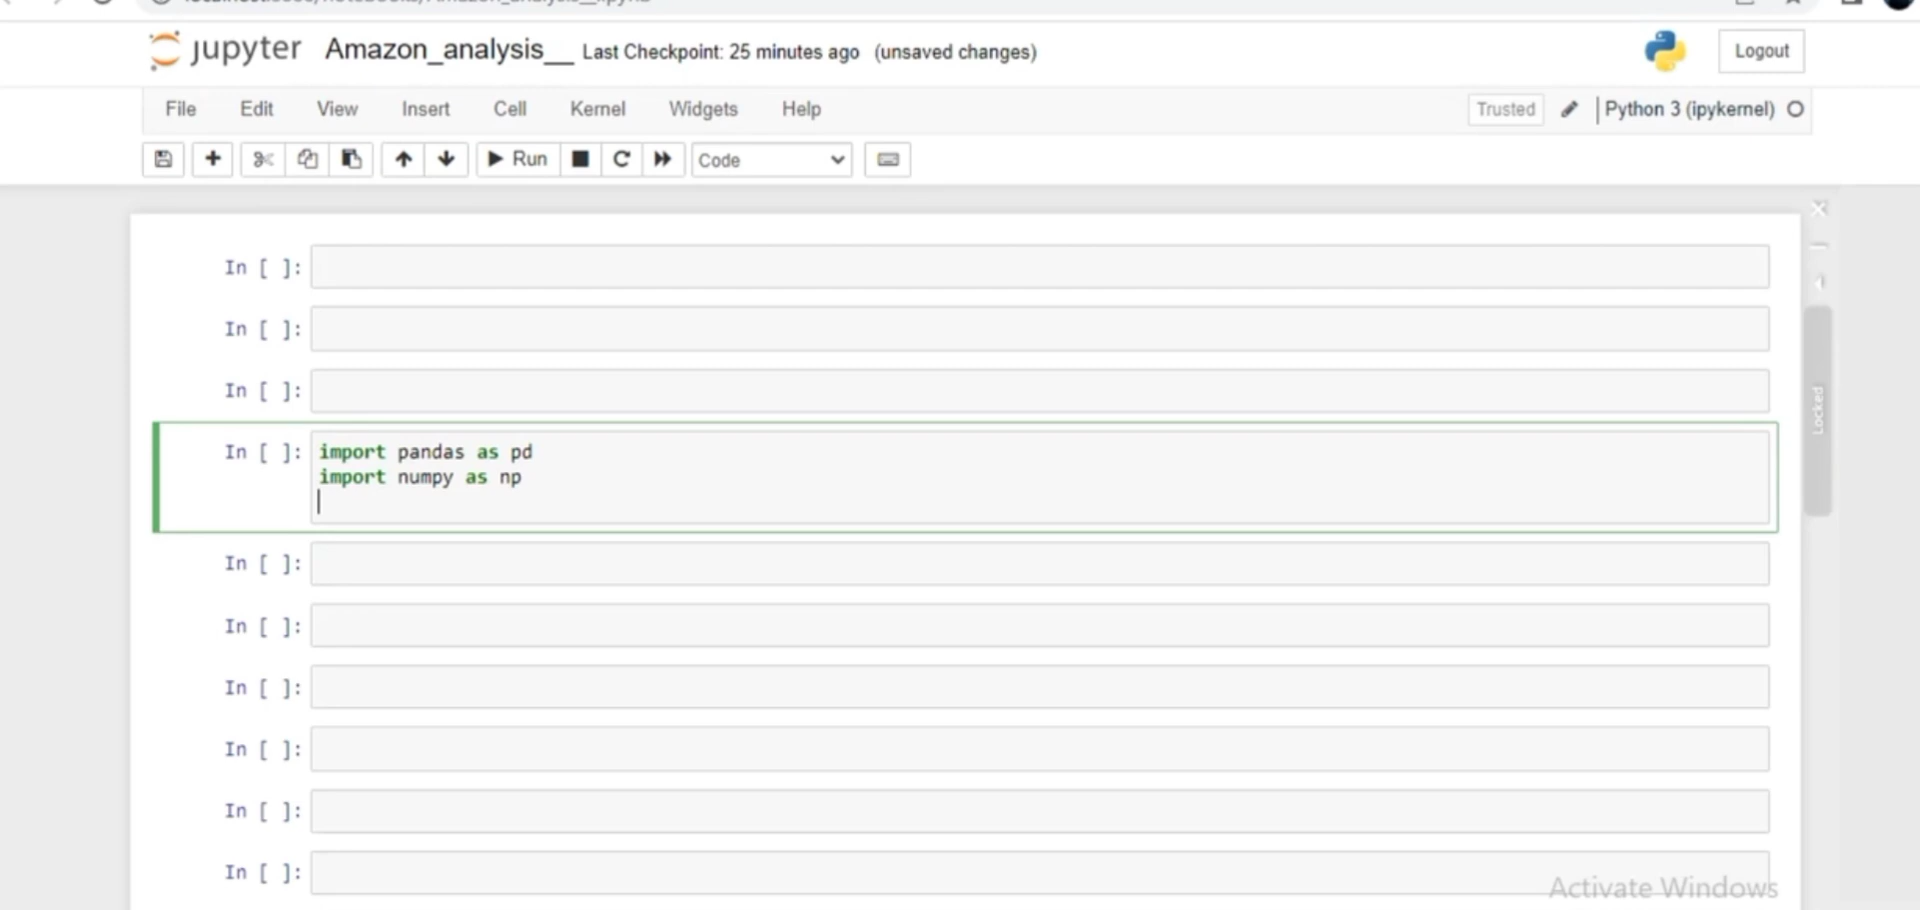 jupyter Amazon_analysis__ Last Checkpoint: 25 minutes ago (unsaved changes) Logout
File Edit View Insert Cell Kernel Widgets Help Trusted Python 3 (ipykernel)
Run Code
In [ ]:
In [ ]:
In [ ]:
In [ ]: import pandas as pd
import numpy as np
In [ ]:
In [ ]:
In [ ]:
In [ ]:
In [ ]:
In [ ]:
Locked
Activate Windows